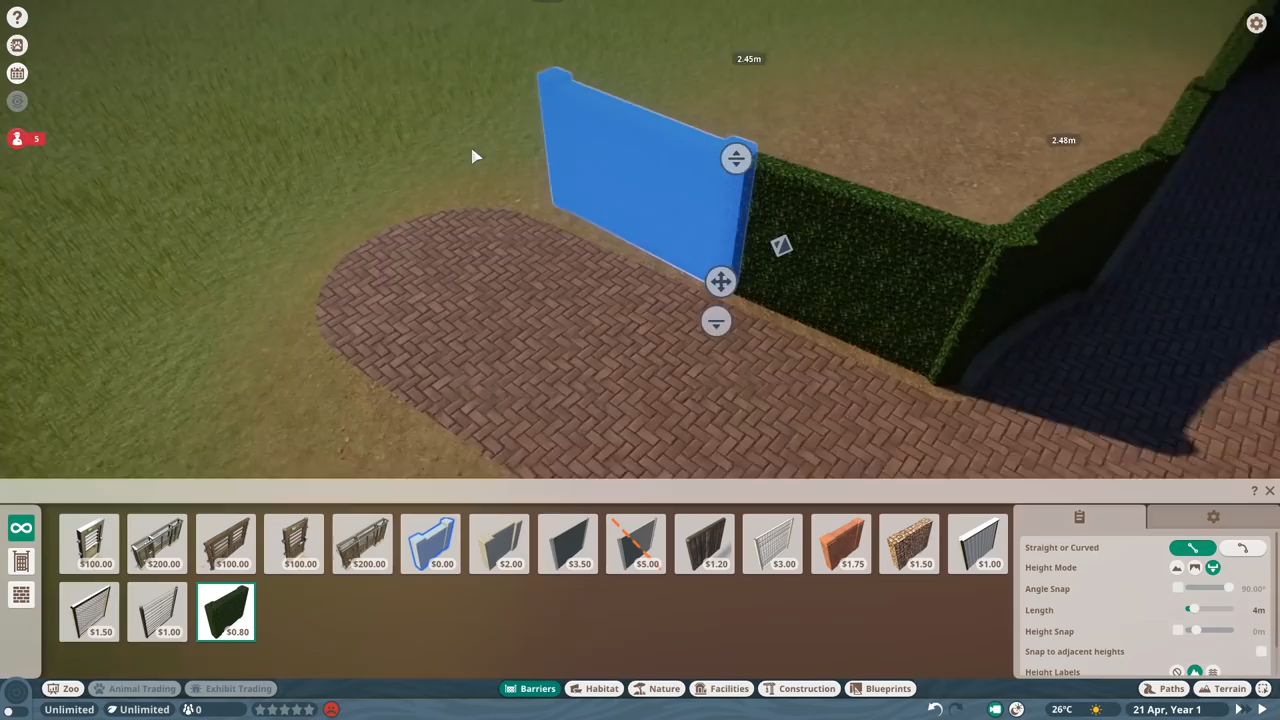 ?
2.45m
5
2.48m
? ×
$100.00 $200.00 $100.00 $100.00 $200.00 $0.00 $2.00 $3.50 $5.00 $1.20 $3.00 $1.75 $1.50 $1.00
$1.50 $1.00 $0.80
Straight or Curved
Height Mode
Angle Snap 90.00°
Length 4m
Height Snap 0m
Snap to adjacent heights
Height Labels
Zoo Animal Trading Exhibit Trading Barriers Habitat Nature Facilities Construction Blueprints Paths Terrain
Unlimited Unlimited 0 26°C 21 Apr, Year 1